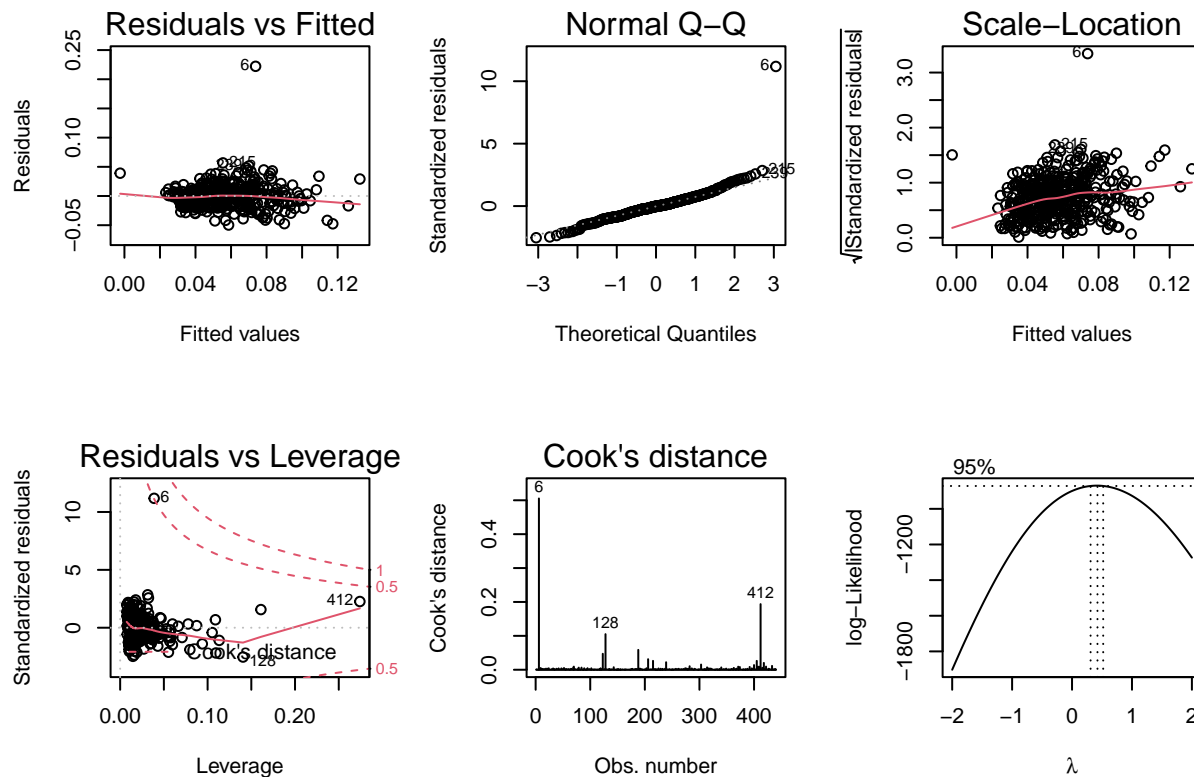 Residuals vs Fitted
Residuals
0.25
0.10
−0.05
6
215
0.00 0.04 0.08 0.12
Fitted values
Normal Q−Q
Standardized residuals
10
5
0
6
215
239
−3 −1 0 1 2 3
Theoretical Quantiles
Scale−Location
√|Standardized residuals|
3.0
2.0
1.0
0.0
6
215
0.00 0.04 0.08 0.12
Fitted values
Residuals vs Leverage
Standardized residuals
10
5
0
6
412
128
Cook's distance
1
0.5
0.5
0.00 0.10 0.20
Leverage
Cook's distance
Cook's distance
0.4
0.2
0.0
6
128
412
0 100 200 400
Obs. number
95%
log−Likelihood
−1200
−1800
−2 −1 0 1 2
λ